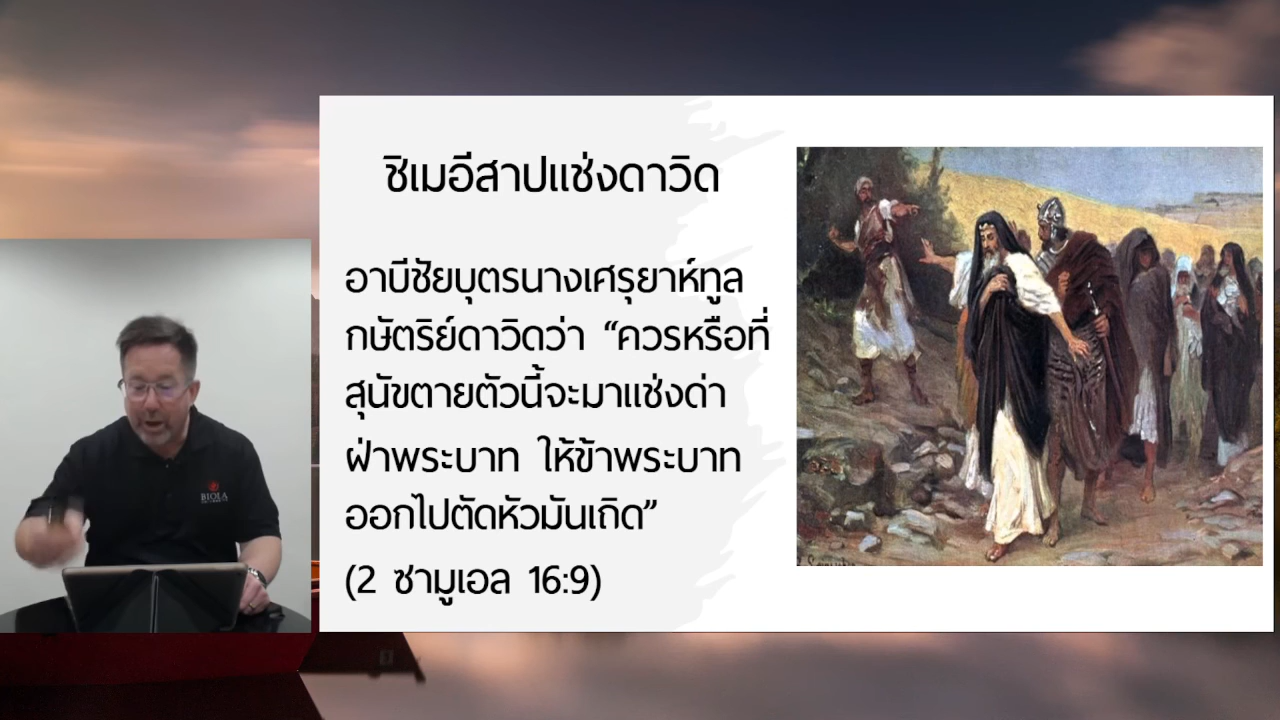 ชิเมอีสาปแช่งดาวิด
อาบีชัยบุตรนางเศรุยาห์ทูล
กษัตริย์ดาวิดว่า “ควรหรือที่
สุนัขตายตัวนี้จะมาแช่งด่า
ฝ่าพระบาท ให้ข้าพระบาท
ออกไปตัดหัวมันเถิด”
(2 ซามูเอล 16:9)
BIOLA